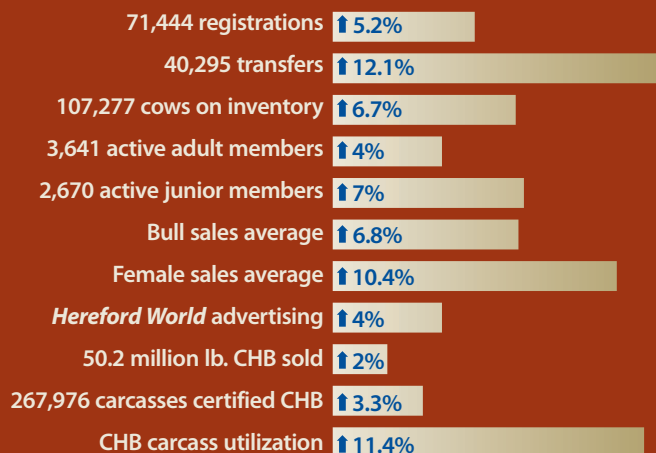 71,444 registrations ⬆ 5.2%
40,295 transfers ⬆ 12.1%
107,277 cows on inventory ⬆ 6.7%
3,641 active adult members ⬆ 4%
2,670 active junior members ⬆ 7%
Bull sales average ⬆ 6.8%
Female sales average ⬆ 10.4%
Hereford World advertising ⬆ 4%
50.2 million lb. CHB sold ⬆ 2%
267,976 carcasses certified CHB ⬆ 3.3%
CHB carcass utilization ⬆ 11.4%